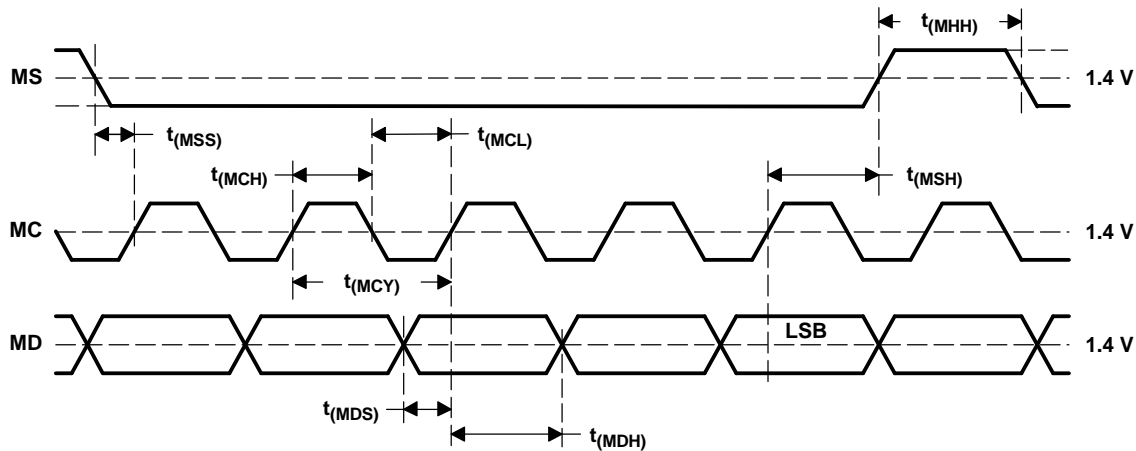 t(MHH)
MS
1.4 V
t(MSS)
t(MCL)
t(MCH)
t(MSH)
MC
1.4 V
t(MCY)
LSB
MD
1.4 V
t(MDS)
t(MDH)